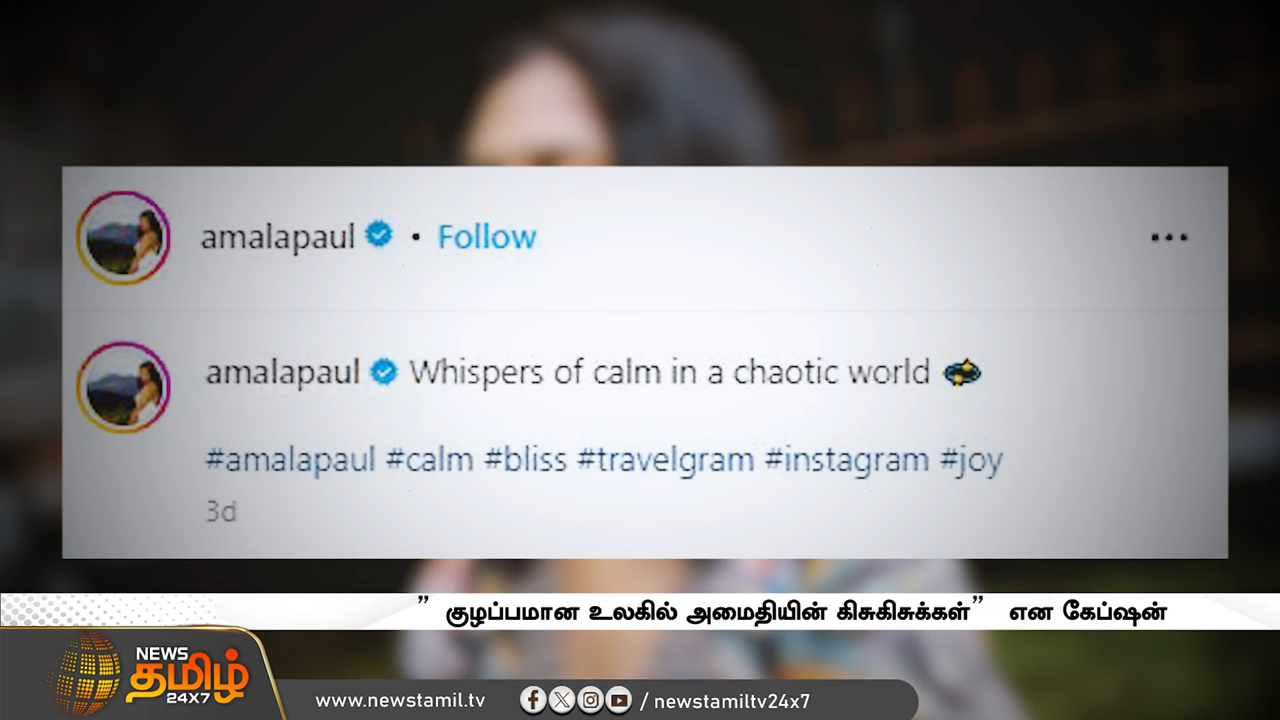 amalapaul • Follow
amalapaul Whispers of calm in a chaotic world
#amalapaul #calm #bliss #travelgram #instagram #joy
3d
” குழப்பமான உலகில் அமைதியின் கிசுகிசுக்கள்” என கேப்ஷன்
NEWS
தமிழ்
24X7
www.newstamil.tv / newstamiltv24x7